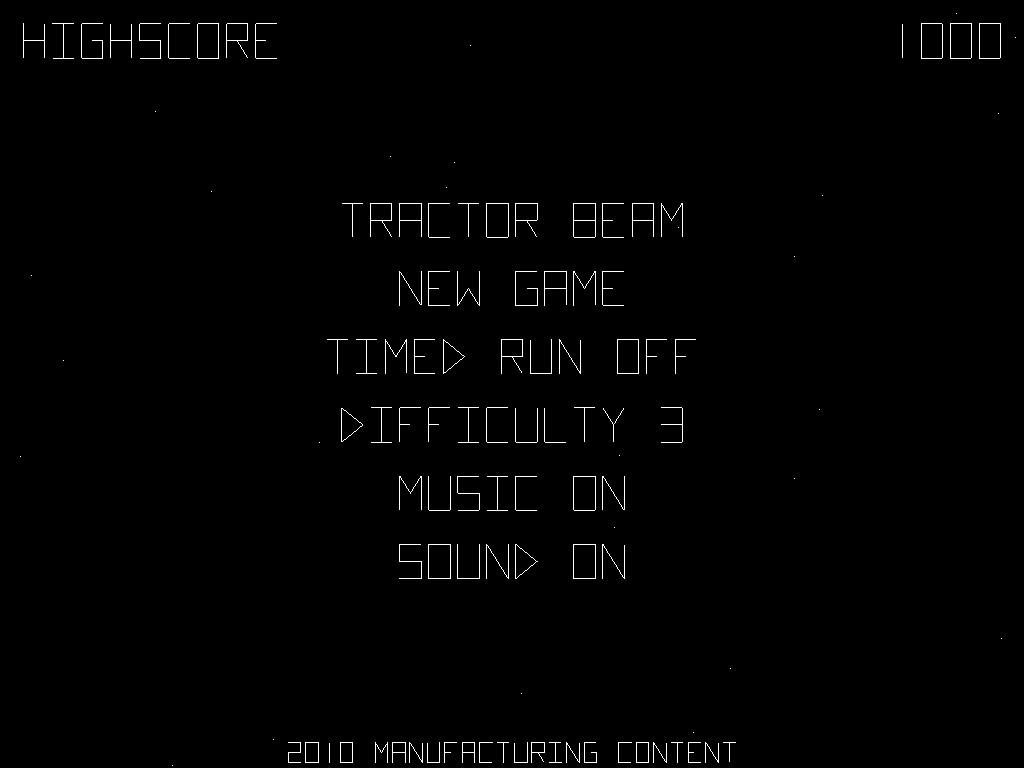 HIGHSCORE 1000
TRACTOR BEAM
NEW GAME
TIMED RUN OFF
DIFFICULTY 3
MUSIC ON
SOUND ON
2010 MANUFACTURING CONTENT